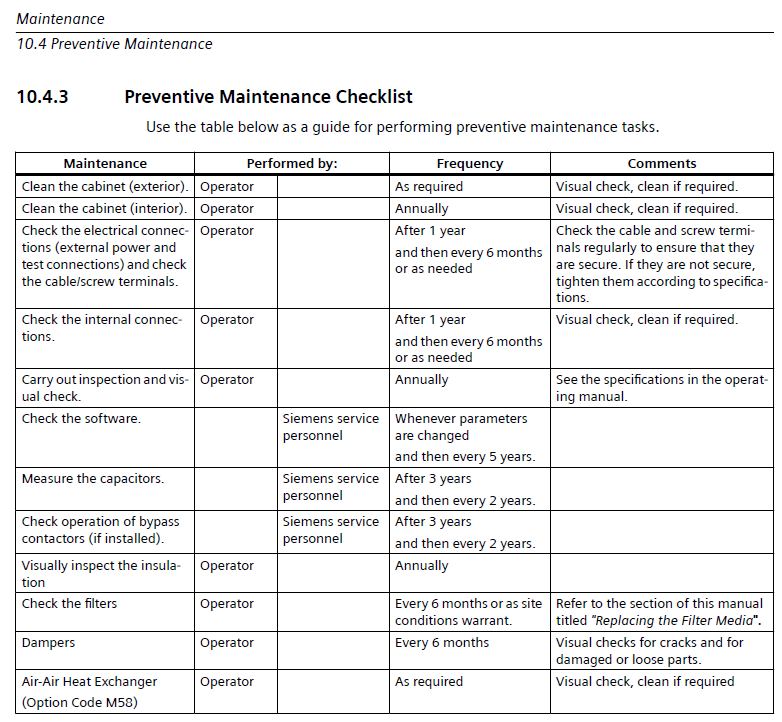 Maintenance
10.4 Preventive Maintenance
10.4.3 Preventive Maintenance Checklist
Use the table below as a guide for performing preventive maintenance tasks.
Maintenance Performed by: Frequency Comments
Clean the cabinet (exterior). Operator As required Visual check, clean if required.
Clean the cabinet (interior). Operator Annually Visual check, clean if required.
Check the electrical connec-
tions (external power and
test connections) and check
the cable/screw terminals.
Operator
After 1 year
and then every 6 months
or as needed
Check the cable and screw termi-
nals regularly to ensure that they
are secure. If they are not secure,
tighten them according to specifica-
tions.
Check the internal connec-
tions.
Operator
After 1 year
and then every 6 months
or as needed
Visual check, clean if required.
Carry out inspection and vis-
ual check.
Operator
Annually
See the specifications in the operat-
ing manual.
Check the software.
Siemens service
personnel
Whenever parameters
are changed
and then every 5 years.
Measure the capacitors.
Siemens service
personnel
After 3 years
and then every 2 years.
Check operation of bypass
contactors (if installed).
Siemens service
personnel
After 3 years
and then every 2 years.
Visually inspect the insula-
tion
Operator
Annually
Check the filters
Operator
Every 6 months or as site
conditions warrant.
Refer to the section of this manual
titled "Replacing the Filter Media".
Dampers
Operator
Every 6 months
Visual checks for cracks and for
damaged or loose parts.
Air-Air Heat Exchanger
(Option Code M58)
Operator
As required
Visual check, clean if required